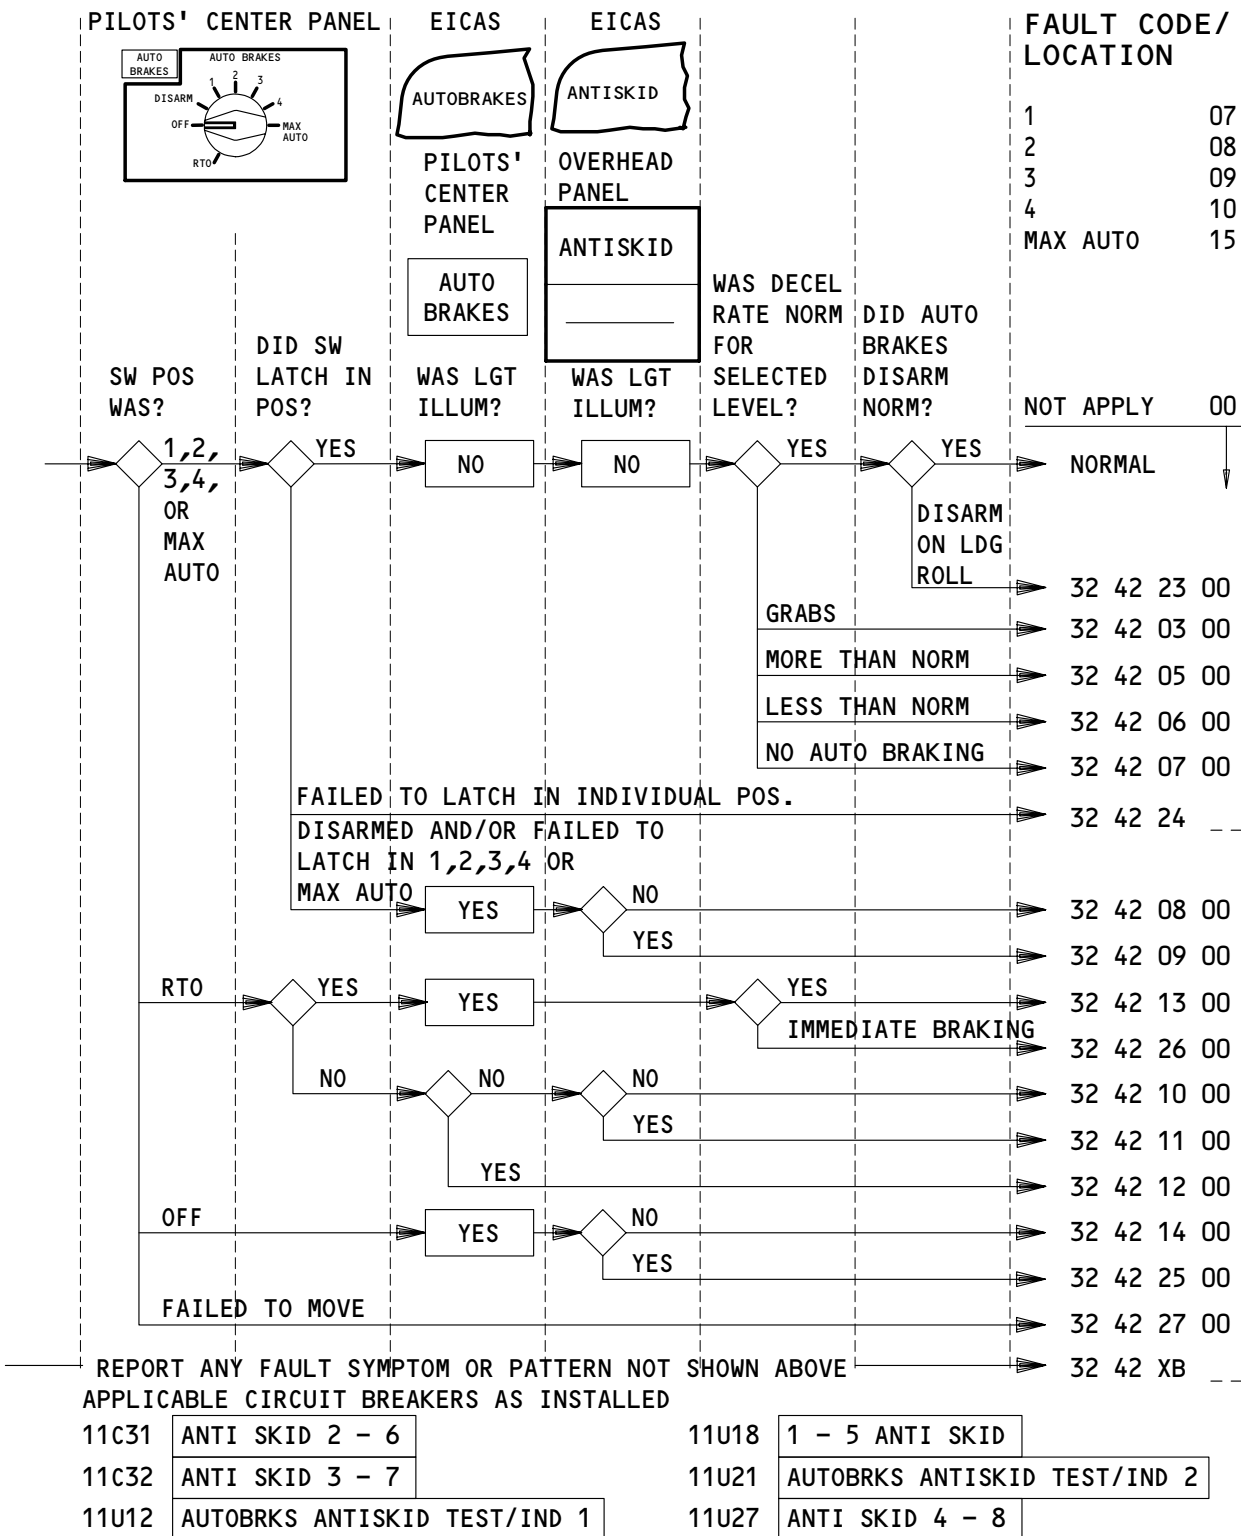 PILOTS' CENTER PANEL
AUTO
BRAKES
AUTO BRAKES
DISARM
1
2
3
4
OFF
MAX
AUTO
RTO
EICAS
AUTOBRAKES
PILOTS'
CENTER
PANEL
AUTO
BRAKES
EICAS
ANTISKID
OVERHEAD
PANEL
ANTISKID
FAULT CODE/
LOCATION
1 07
2 08
3 09
4 10
MAX AUTO 15
NOT APPLY 00
SW POS
WAS?
DID SW
LATCH IN
POS?
WAS LGT
ILLUM?
WAS LGT
ILLUM?
WAS DECEL
RATE NORM
FOR
SELECTED
LEVEL?
DID AUTO
BRAKES
DISARM
NORM?
1,2,
3,4,
OR
MAX
AUTO
YES
NO
NO
YES
YES
NORMAL
DISARM
ON LDG
ROLL
32 42 23 00
GRABS
32 42 03 00
MORE THAN NORM
32 42 05 00
LESS THAN NORM
32 42 06 00
NO AUTO BRAKING
32 42 07 00
FAILED TO LATCH IN INDIVIDUAL POS.
32 42 24 _ _
DISARMED AND/OR FAILED TO
LATCH IN 1,2,3,4 OR
MAX AUTO
YES
NO
32 42 08 00
YES
32 42 09 00
RTO
YES
YES
YES
32 42 13 00
IMMEDIATE BRAKING
32 42 26 00
NO
NO
NO
32 42 10 00
YES
32 42 11 00
YES
32 42 12 00
OFF
YES
NO
32 42 14 00
YES
32 42 25 00
FAILED TO MOVE
32 42 27 00
REPORT ANY FAULT SYMPTOM OR PATTERN NOT SHOWN ABOVE
32 42 XB _ _
APPLICABLE CIRCUIT BREAKERS AS INSTALLED
11C31 ANTI SKID 2 - 6
11U18 1 - 5 ANTI SKID
11C32 ANTI SKID 3 - 7
11U21 AUTOBRKS ANTISKID TEST/IND 2
11U12 AUTOBRKS ANTISKID TEST/IND 1
11U27 ANTI SKID 4 - 8